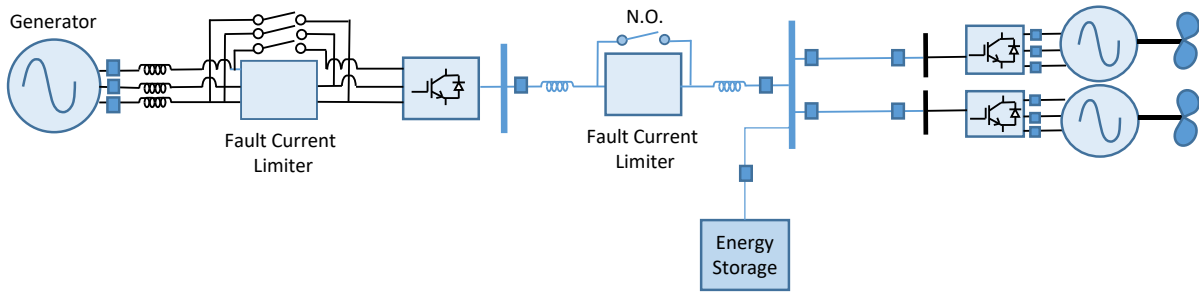 Generator
N.O.
Fault Current
Limiter
Fault Current
Limiter
Energy
Storage